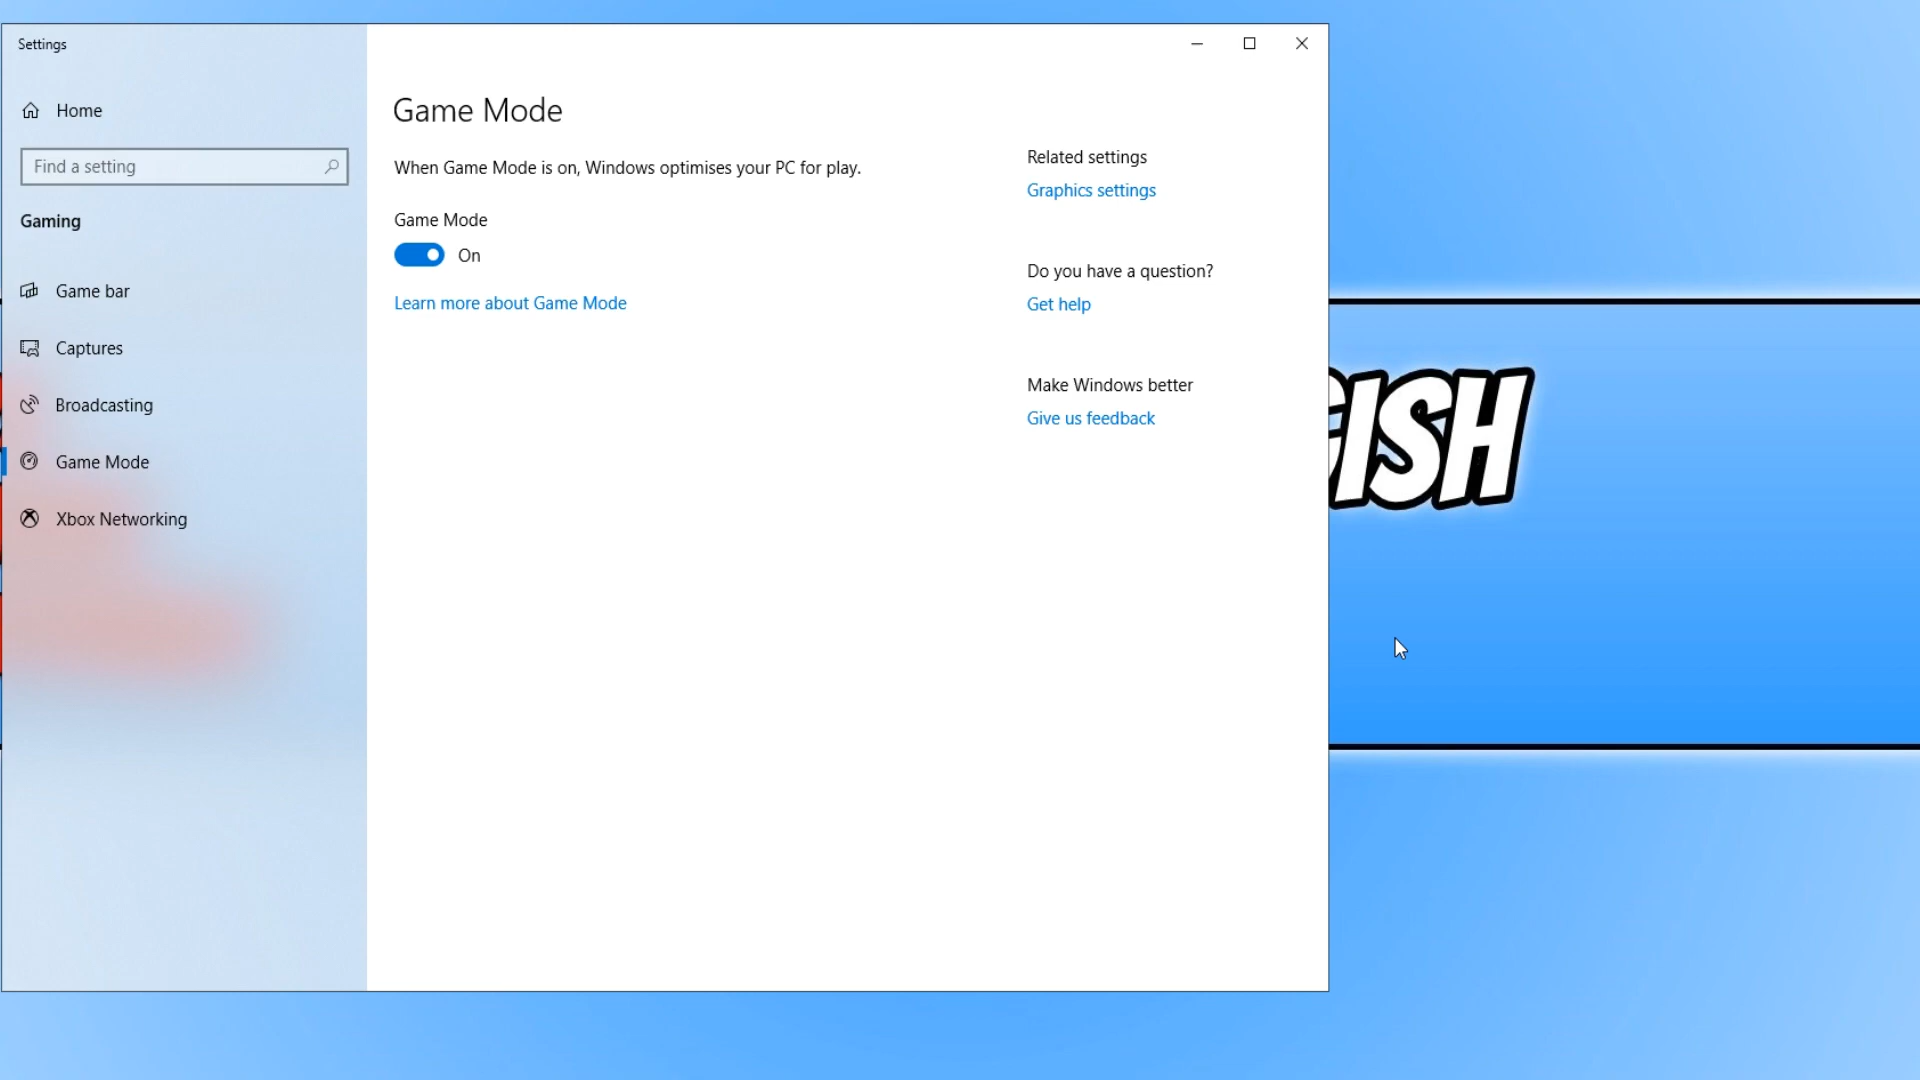 Settings
Home
Find a setting
Gaming
Game bar
Captures
Broadcasting
Game Mode
Xbox Networking
Game Mode
When Game Mode is on, Windows optimises your PC for play.
Game Mode
On
Learn more about Game Mode
Related settings
Graphics settings
Do you have a question?
Get help
Make Windows better
Give us feedback
GISH